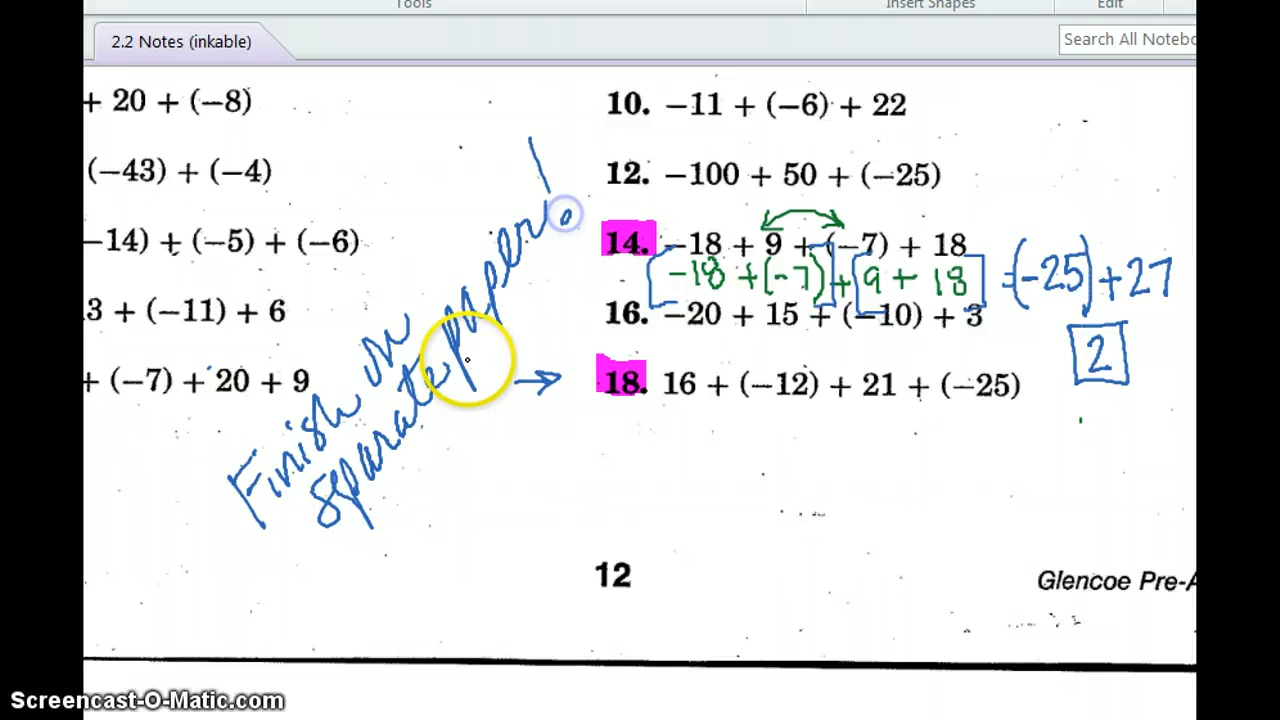 Tools
Insert Shapes
Edit
2.2 Notes (inkable)
Search All Notebo
+ 20 + (−8)
(−43) + (−4)
−14) + (−5) + (−6)
13 + (−11) + 6
+ (−7) + 20 + 9
Finish on
separate paper!
10. −11 + (−6) + 22
12. −100 + 50 + (−25)
14. −18 + 9 + (−7) + 18
[−18 + (−7)] + [9 + 18] = (−25) + 27
2
16. −20 + 15 + (−10) + 3
→ 18. 16 + (−12) + 21 + (−25)
12
Glencoe Pre-A
Screencast-O-Matic.com